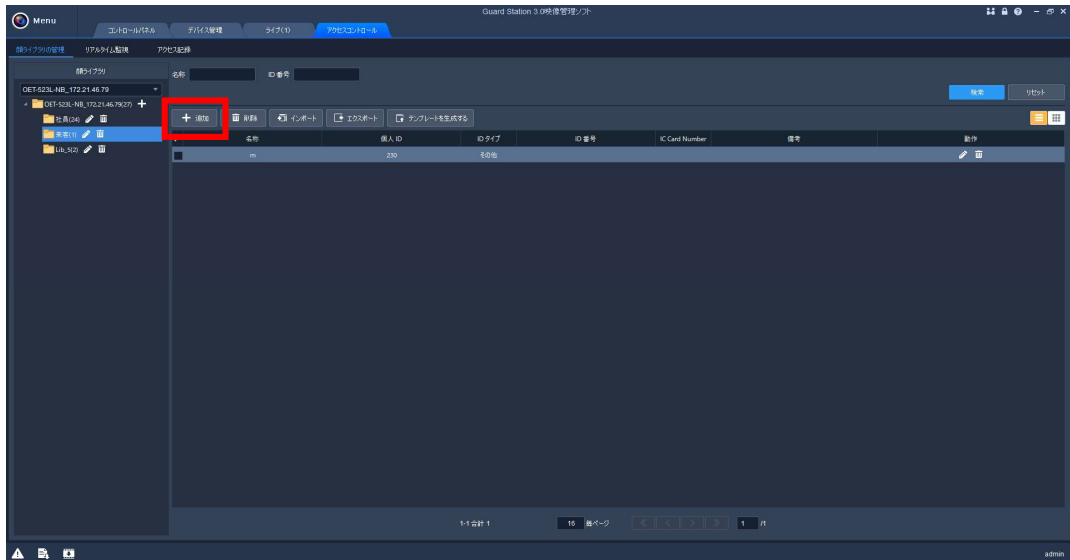 Guard Station 3.0映像管理ソフト
Menu
コントロールパネル デバイス管理 ライブ(1) アクセスコントロール
顔ライブラリの管理 リアルタイム監視 アクセス記録
顔ライブラリ
名称 ID 番号
OET-523L-NB_172.21.46.79
検索 リセット
OET-523L-NB_172.21.46.79(27)
社員(24)
来客(1)
Lib_5(2)
追加 削除 インポート エクスポート テンプレートを生成する
名称 個人 ID ID タイプ ID 番号 IC Card Number 備考 動作
m 230 その他
1-1 合計 1 16 毎ページ 1 /1
admin